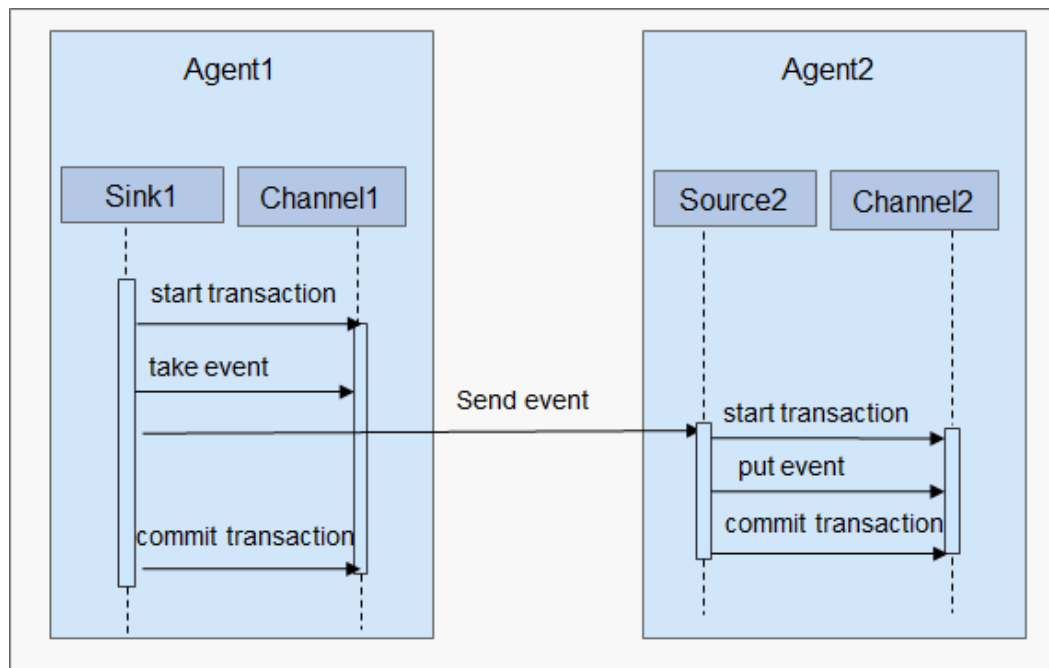 Agent1
Agent2
Sink1
Channel1
Source2
Channel2
start transaction
take event
Send event
start transaction
put event
commit transaction
commit transaction